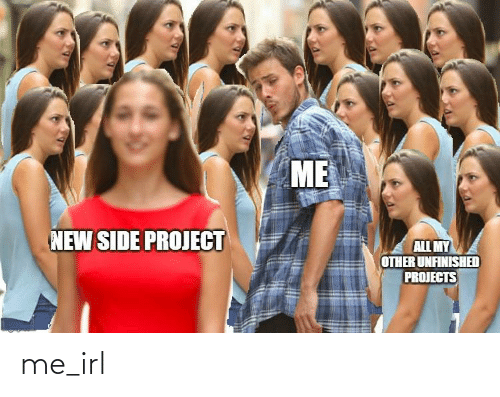 ME
NEW SIDE PROJECT
ALL MY
OTHER UNFINISHED
PROJECTS
me_irl